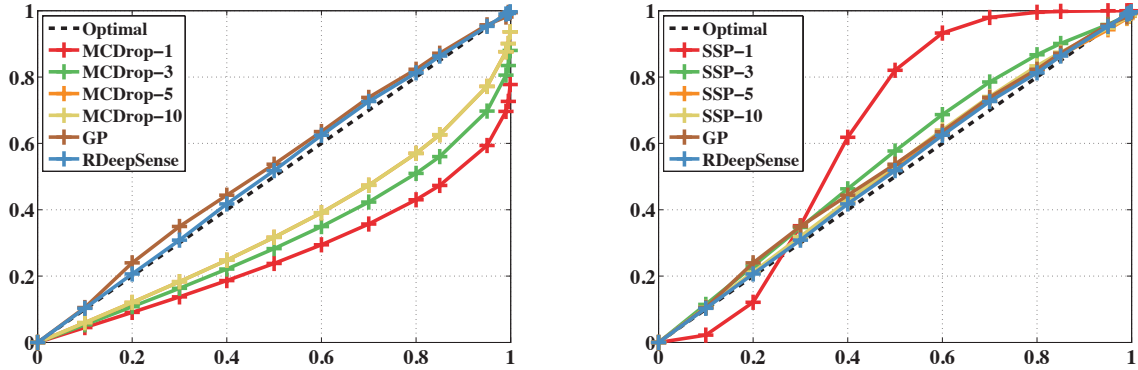 1
0.8
0.6
0.4
0.2
0
0 0.2 0.4 0.6 0.8 1
Optimal
MCDrop−1
MCDrop−3
MCDrop−5
MCDrop−10
GP
RDeepSense
1
0.8
0.6
0.4
0.2
0
0 0.2 0.4 0.6 0.8 1
Optimal
SSP−1
SSP−3
SSP−5
SSP−10
GP
RDeepSense